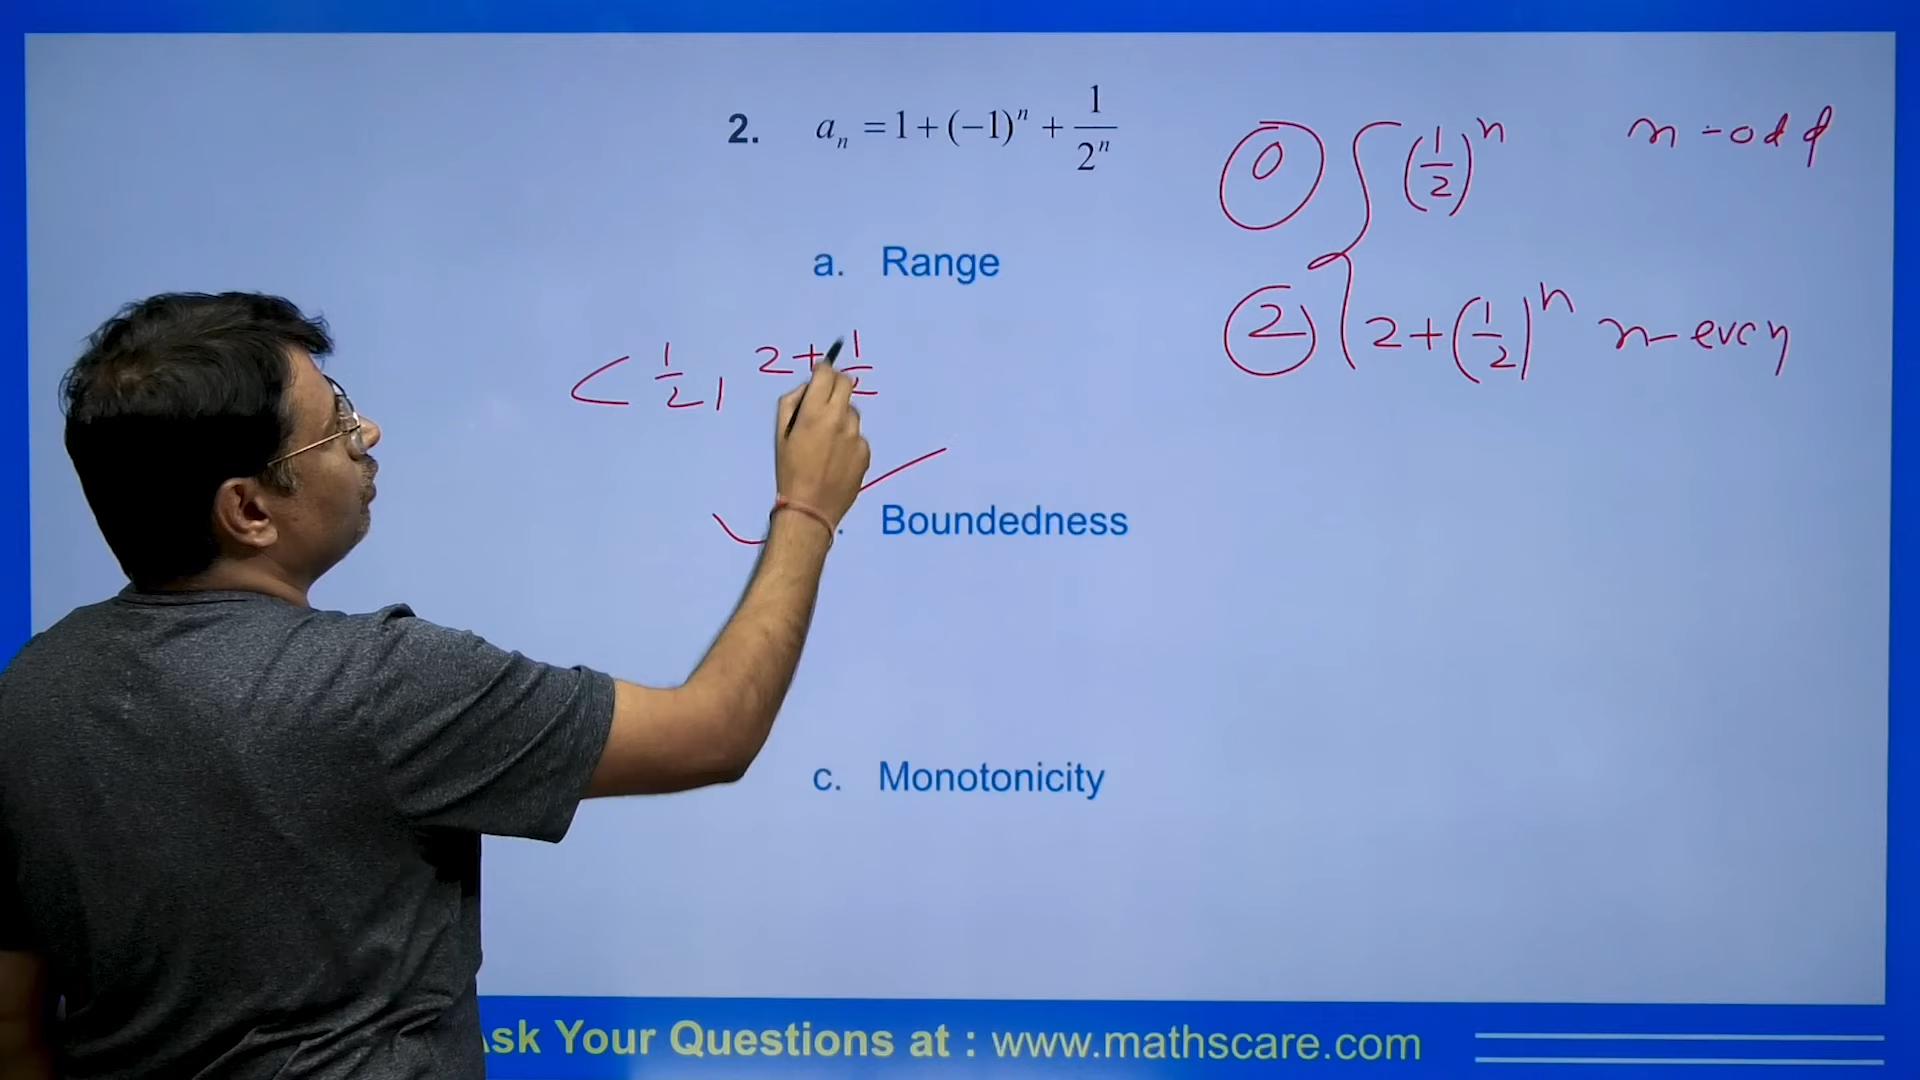 2. aₙ = 1 + (−1)ⁿ + 1/2ⁿ
a. Range
< 1/2, 2 + 1/2
. Boundedness
c. Monotonicity
0 { (1/2)ⁿ n - odd
2 { 2 + (1/2)ⁿ n - even
Ask Your Questions at : www.mathscare.com